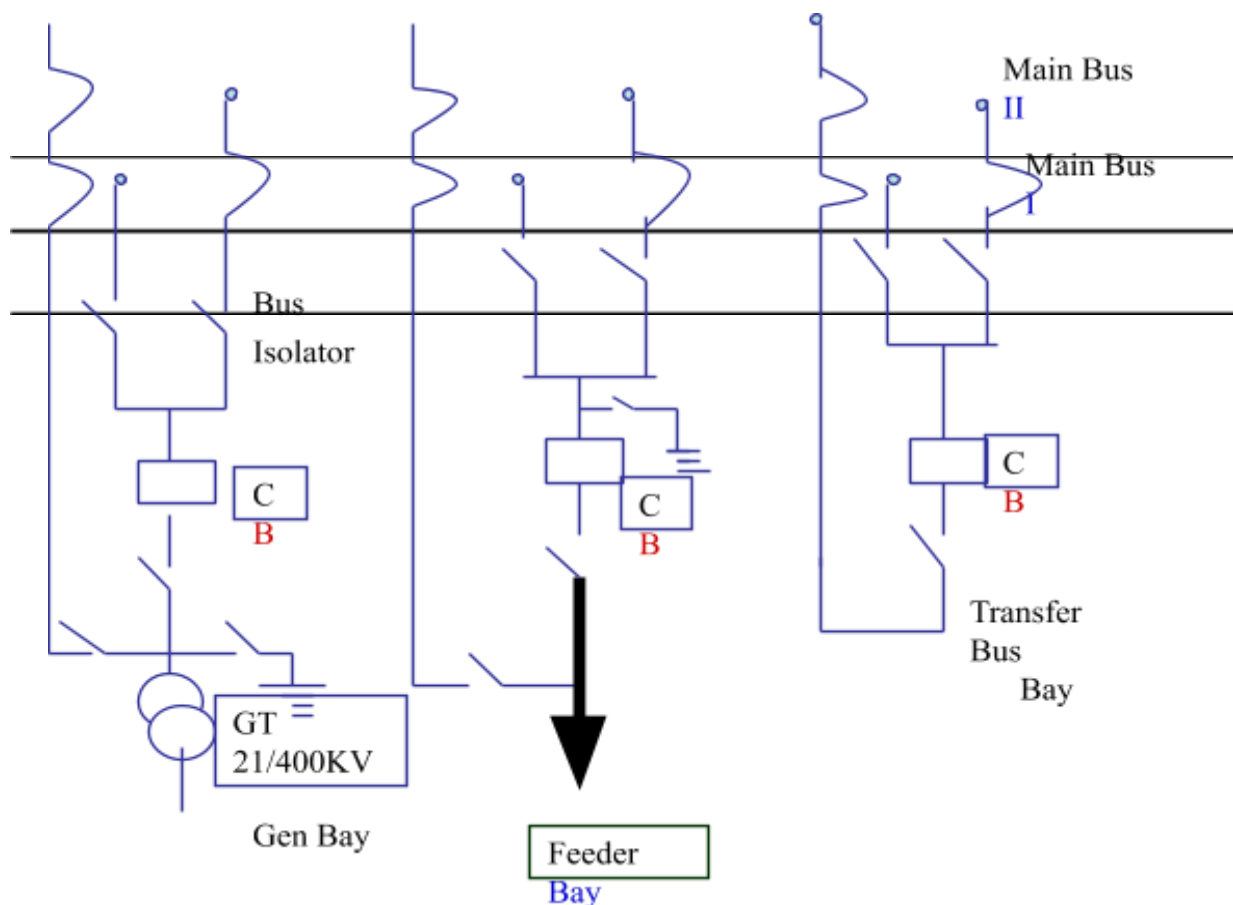 Main Bus
II
Main Bus
I
Bus
Isolator
C
B
C
B
C
B
Transfer
Bus
Bay
GT
21/400KV
Gen Bay
Feeder
Bay